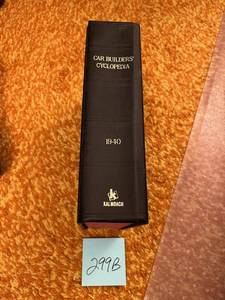 CAR BUILDERS'
CYCLOPEDIA
1940
KALMBACH
299B